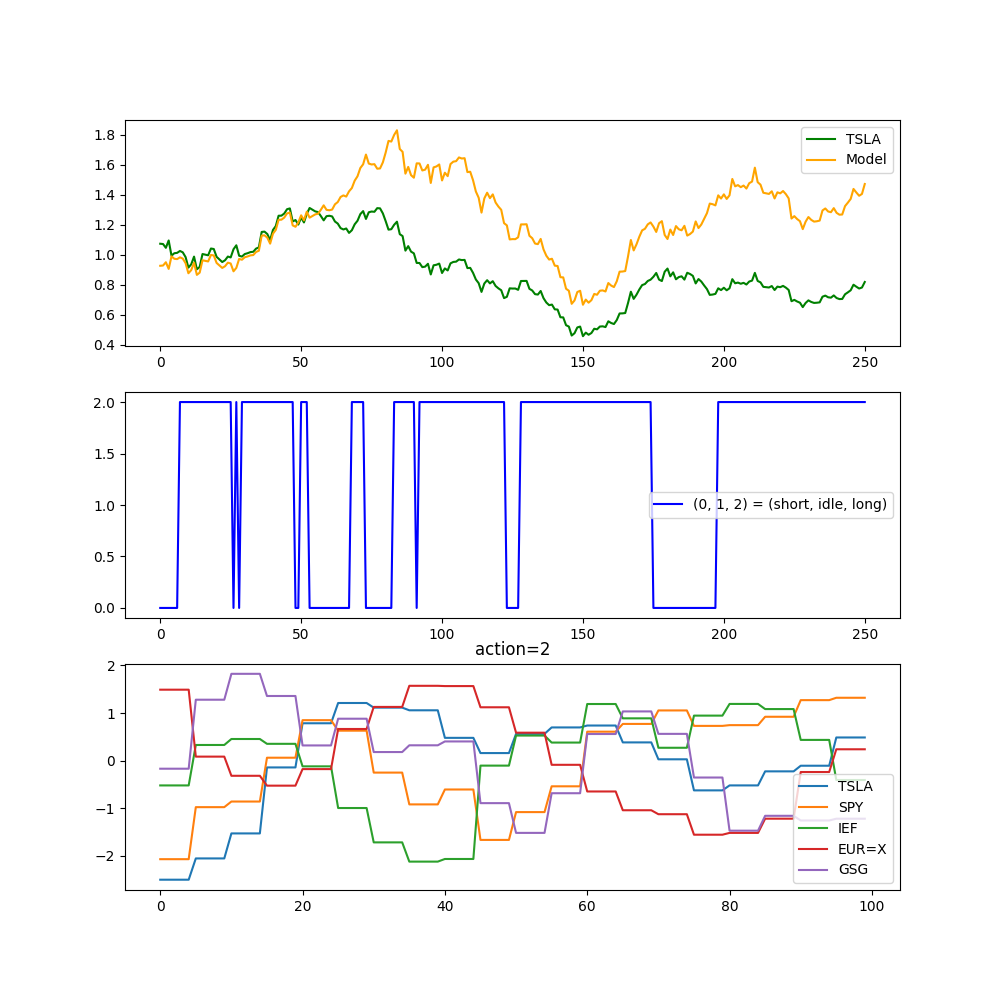 1.8
1.6
1.4
1.2
1.0
0.8
0.6
0.4
TSLA
Model
0 50 100 150 200 250
2.0
1.5
1.0
0.5
0.0
(0, 1, 2) = (short, idle, long)
0 50 100 150 200 250
action=2
2
1
0
−1
−2
TSLA
SPY
IEF
EUR=X
GSG
0 20 40 60 80 100